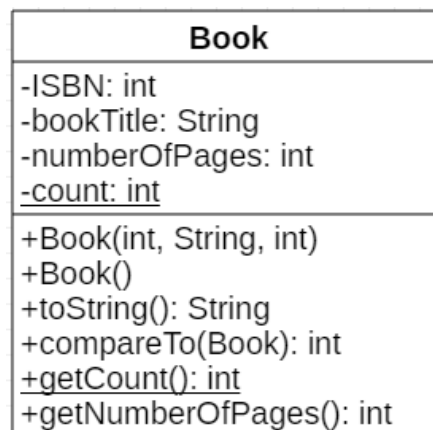 Book
-ISBN: int
-bookTitle: String
-numberOfPages: int
-count: int
+Book(int, String, int)
+Book()
+toString(): String
+compareTo(Book): int
+getCount(): int
+getNumberOfPages(): int